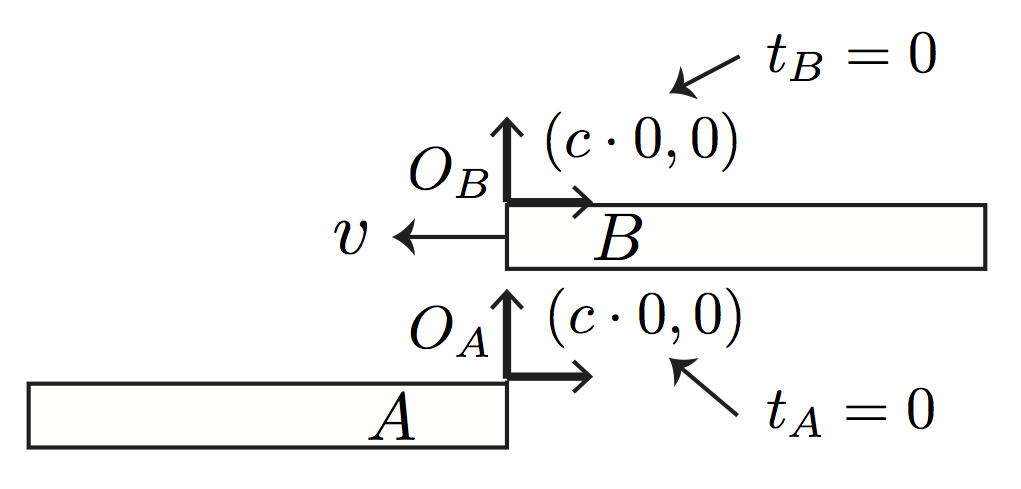 t_B = 0
(c · 0, 0)
O_B
v
B
(c · 0, 0)
O_A
t_A = 0
A